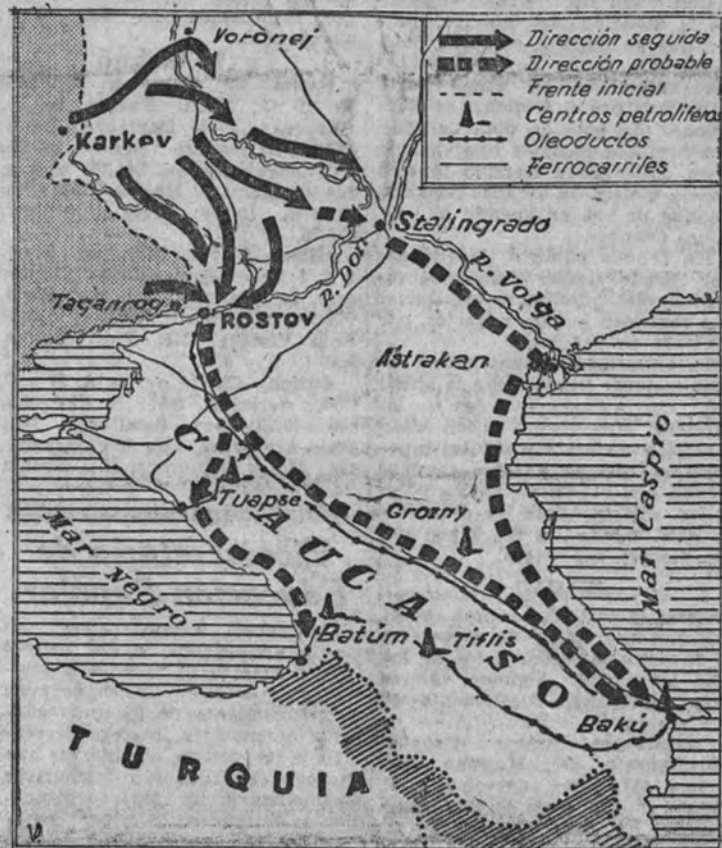 Dirección seguida
Dirección probable
Frente inicial
Centros petrolíferos
Oleoductos
Ferrocarriles
Voronej
Karkov
Stalingrado
R. Don
R. Volga
Taganrog
ROSTOV
Astrakan
CAUCASO
Tuapse
Grozny
Mar Negro
Mar Caspio
Batúm
Tiflis
Bakú
TURQUIA